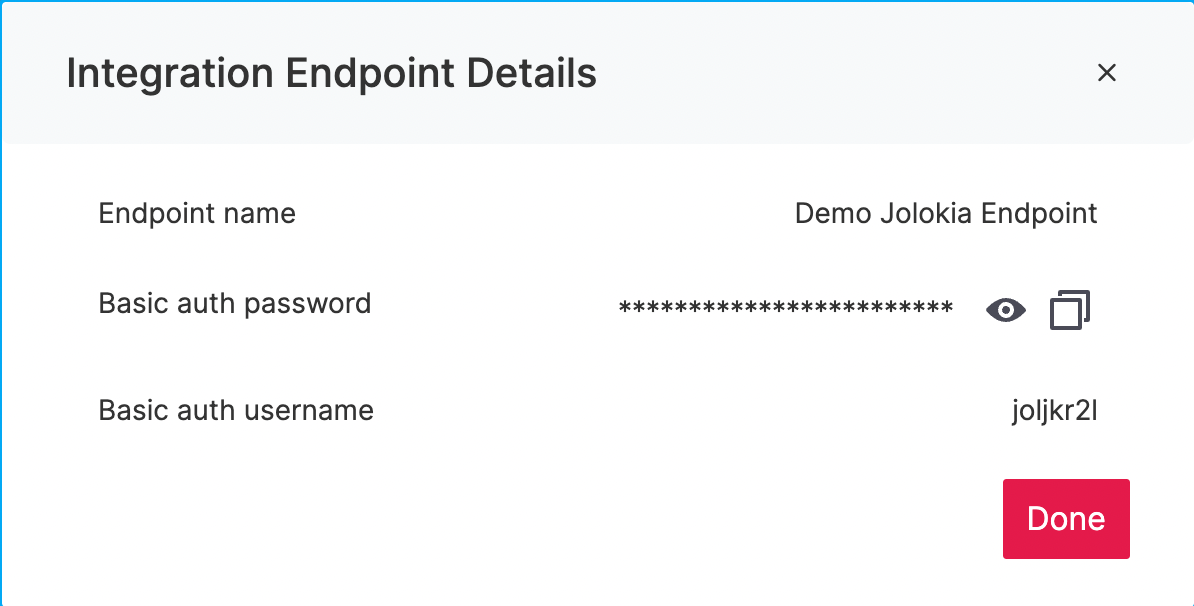 Integration Endpoint Details
Endpoint name Demo Jolokia Endpoint
Basic auth password ************************
Basic auth username joljkr2l
Done